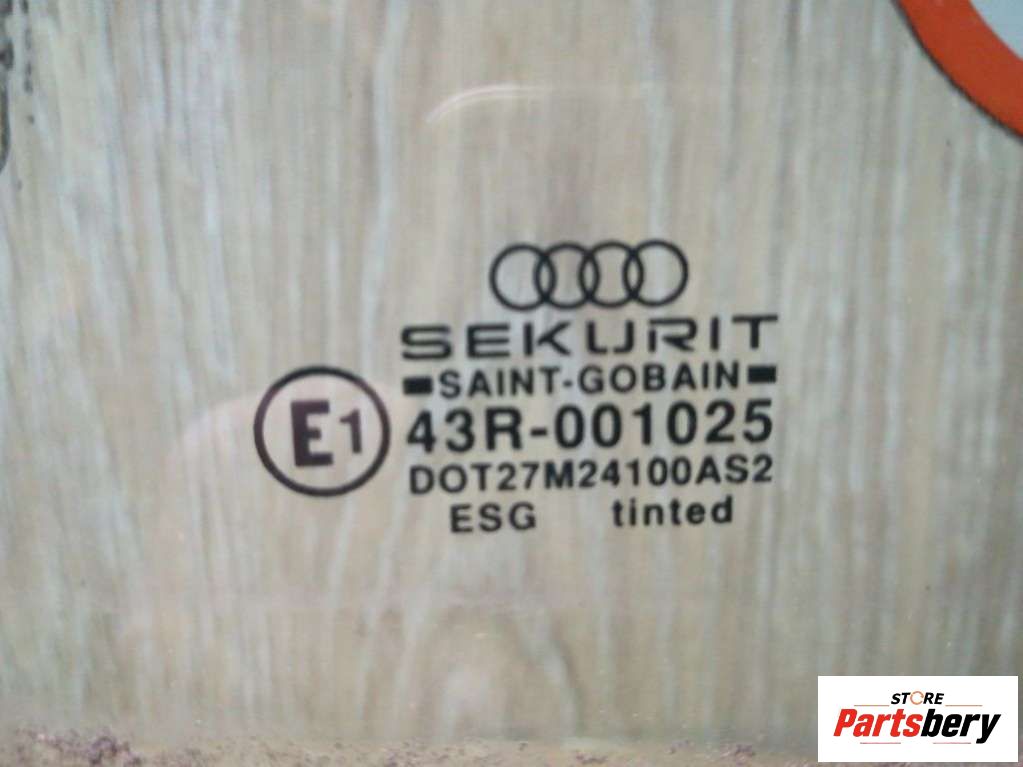 SEKURIT
SAINT-GOBAIN
E1 43R-001025
DOT27M24100AS2
ESG tinted
STORE
Partsbery